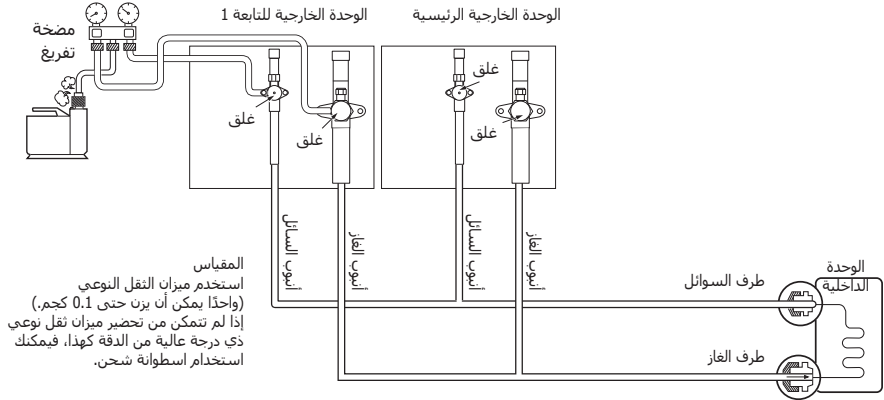 الوحدة الخارجية الرئيسية
الوحدة الخارجية للتابعة 1
مضخة
تفريغ
غلق
غلق
غلق
غلق
أنبوب السائل
أنبوب الغاز
أنبوب السائل
أنبوب الغاز
الوحدة
الداخلية
طرف السوائل
طرف الغاز
المقياس
استخدم ميزان الثقل النوعي
(واحدًا يمكن أن يزن حتى 0.1 كجم.)
إذا لم تتمكن من تحضير ميزان ثقل نوعي
ذي درجة عالية من الدقة كهذا، فيمكنك
استخدام اسطوانة شحن.